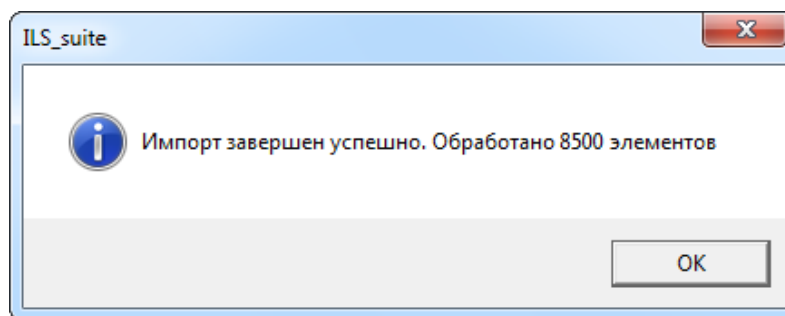 ILS_suite
Импорт завершен успешно. Обработано 8500 элементов
OK